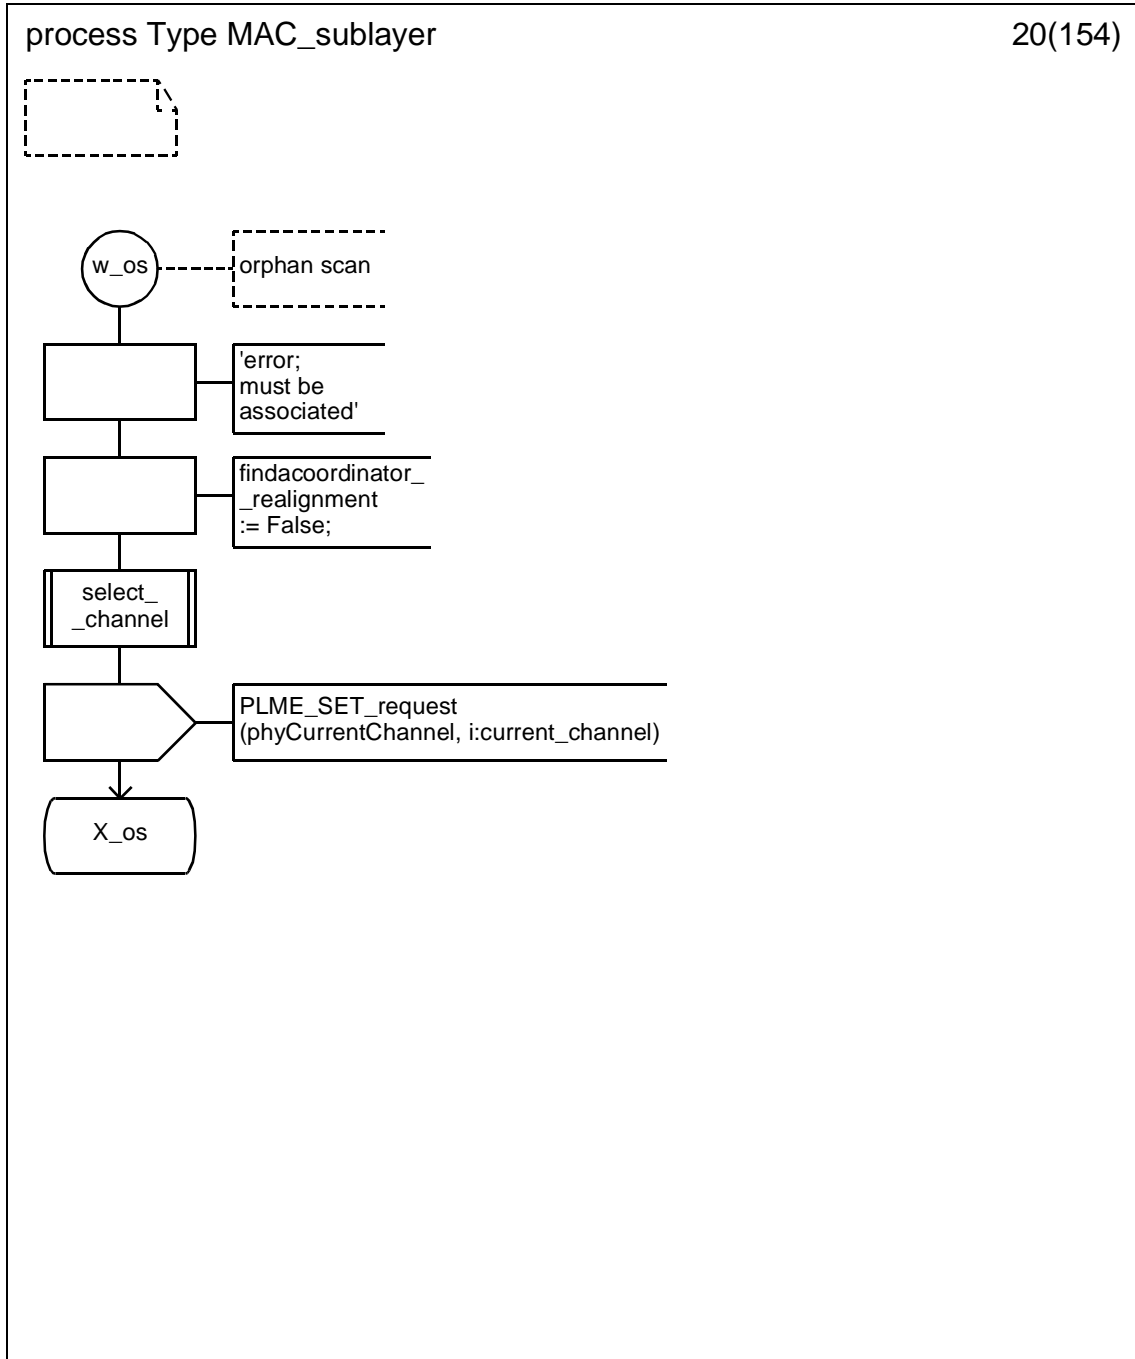 process Type MAC_sublayer
20(154)
w_os
orphan scan
'error;
must be
associated'
findacoordinator_
_realignment
:= False;
select_
_channel
PLME_SET_request
(phyCurrentChannel, i:current_channel)
X_os